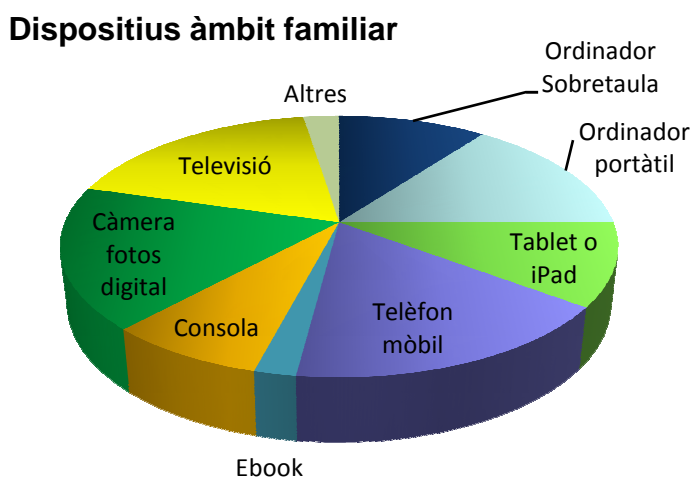 Dispositius àmbit familiar
Ordinador
Sobretaula
Altres
Ordinador
portàtil
Televisió
Càmera
fotos
digital
Tablet o
iPad
Telèfon
mòbil
Consola
Ebook